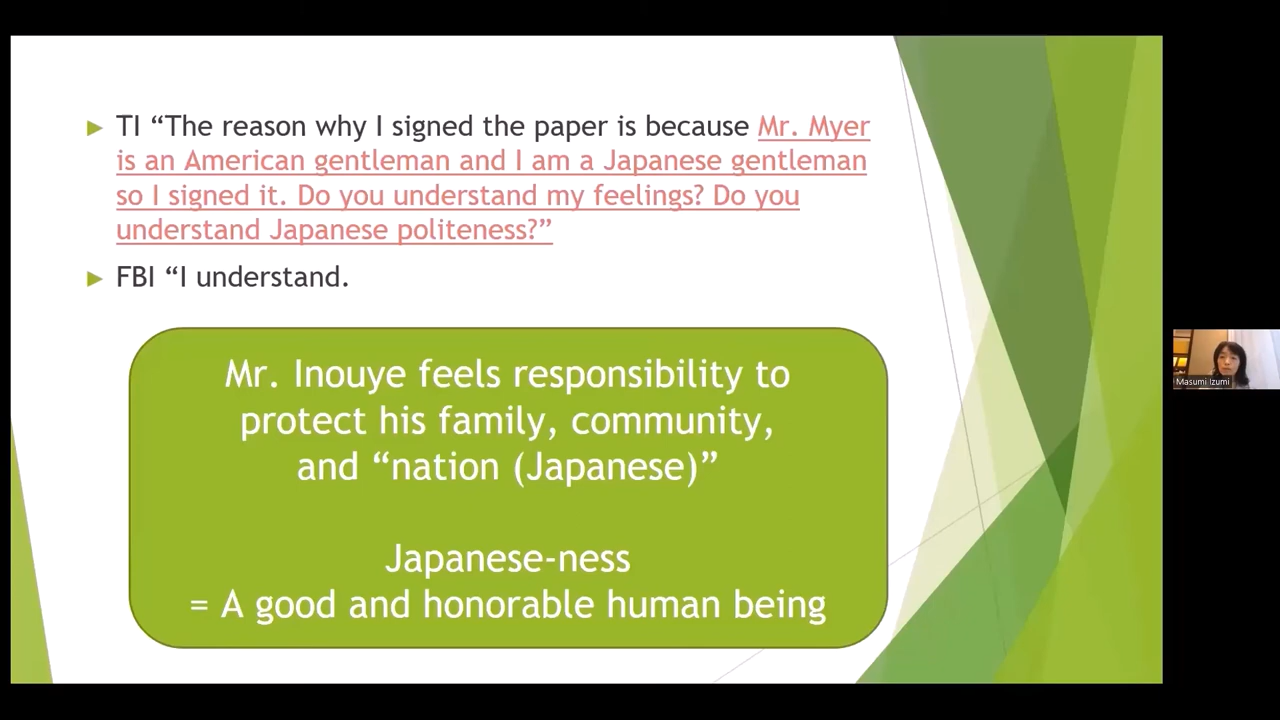 TI “The reason why I signed the paper is because Mr. Myer
is an American gentleman and I am a Japanese gentleman
so I signed it. Do you understand my feelings? Do you
understand Japanese politeness?”
FBI “I understand.
Mr. Inouye feels responsibility to
protect his family, community,
and “nation (Japanese)”
Japanese-ness
= A good and honorable human being
Masumi Izumi